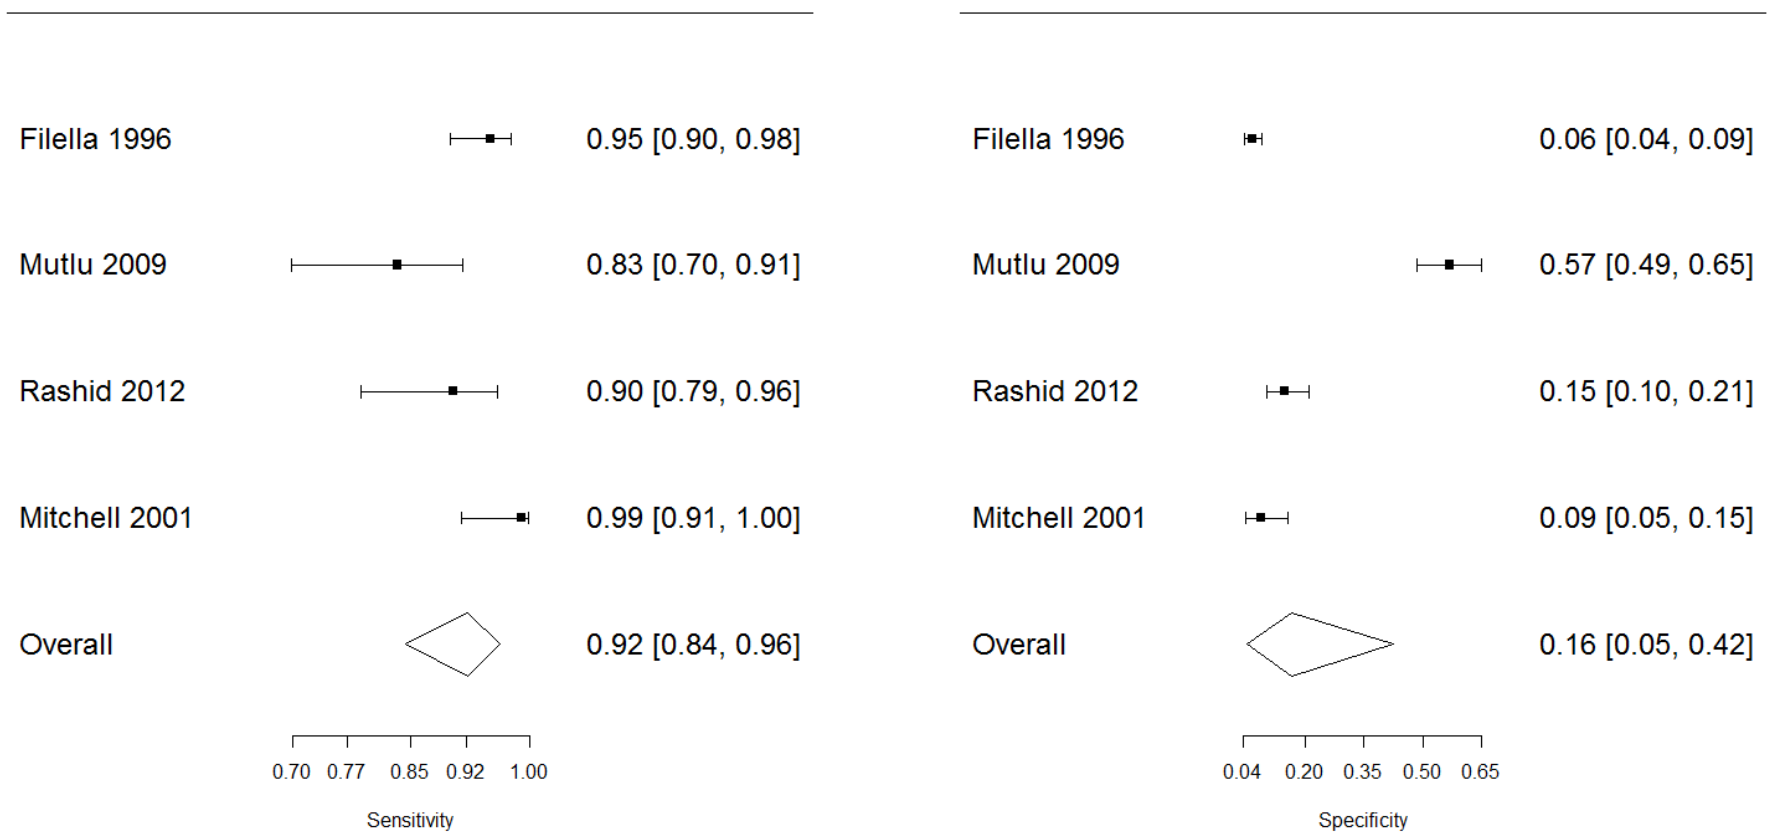 Filella 1996 0.95 [0.90, 0.98]
Mutlu 2009 0.83 [0.70, 0.91]
Rashid 2012 0.90 [0.79, 0.96]
Mitchell 2001 0.99 [0.91, 1.00]
Overall 0.92 [0.84, 0.96]
0.70 0.77 0.85 0.92 1.00
Sensitivity
Filella 1996 0.06 [0.04, 0.09]
Mutlu 2009 0.57 [0.49, 0.65]
Rashid 2012 0.15 [0.10, 0.21]
Mitchell 2001 0.09 [0.05, 0.15]
Overall 0.16 [0.05, 0.42]
0.04 0.20 0.35 0.50 0.65
Specificity